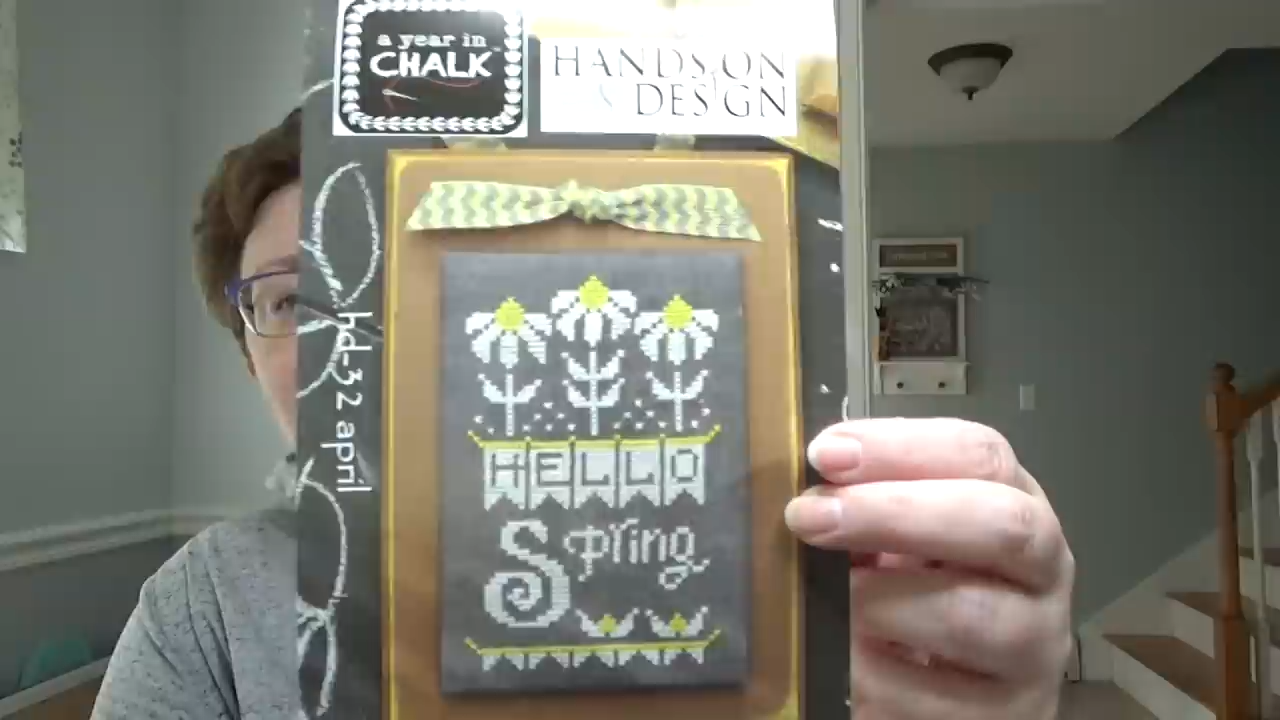 a year in
CHALK
HANDS ON
DESIGN
hd-32 april
HELLO
Spring